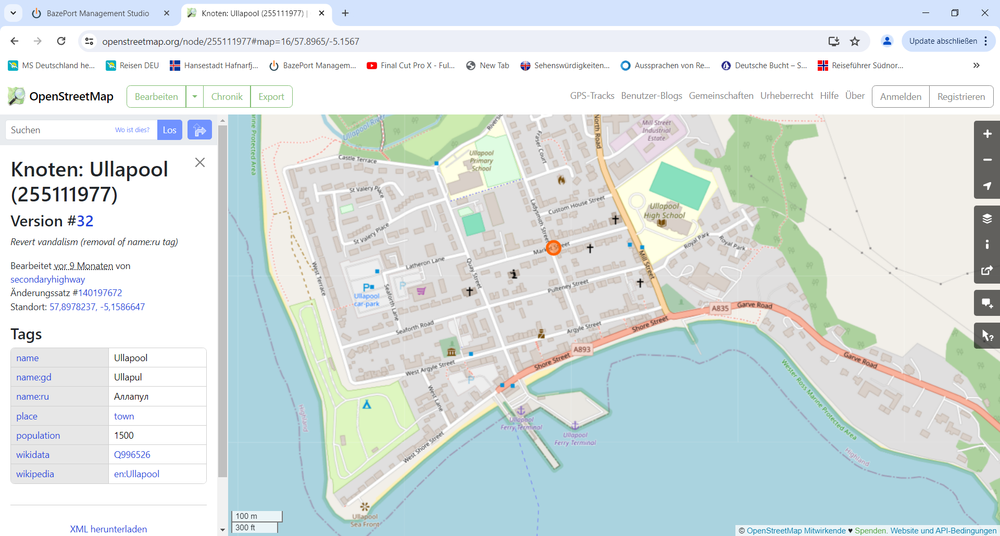 BazePort Management Studio
Knoten: Ullapool (255111977) |
openstreetmap.org/node/255111977#map=16/57.8965/-5.1567
Update abschließen
MS Deutschland he...
Reisen DEU
Hansestadt Hafnarfj...
BazePort Managem...
Final Cut Pro X - Ful...
New Tab
Sehenswürdigkeiten...
Aussprachen von Re...
Deutsche Bucht – S...
Reiseführer Südnor...
»
OpenStreetMap
Bearbeiten
Chronik
Export
GPS-Tracks
Benutzer-Blogs
Gemeinschaften
Urheberrecht
Hilfe
Über
Anmelden
Registrieren
Suchen
Wo ist dies?
Los
Knoten: Ullapool
(255111977)
Version #32
Revert vandalism (removal of name:ru tag)
Bearbeitet vor 9 Monaten von
secondaryhighway
Änderungssatz #140197672
Standort: 57,8978237, -5,1586647
Tags
name Ullapool
name:gd Ullapul
name:ru Аллапул
place town
population 1500
wikidata Q996526
wikipedia en:Ullapool
XML herunterladen
rine Protected Area
Ullapool River
Riversi
North Road
Mill Street
Industrial
Estate
Fraser Court
Castle Terrace
Ullapool
Primary
School
St Valery Place
Ladysmith Street
Custom House Street
Ullapool
High School
St Valery Place
Market Street
Royal Park
Royal Park
West Terrace
Latheron Lane
Quay Street
Mill Street
P
P
Ullapool
car-park
Seaforth Lane
Pulteney Street
A835
Garve Road
Seaforth Road
Argyle Street
Shore Street
A893
Shore Street
Garve Road
West Argyle Street
P
West Lane
Wester Ross Marine Protected Area
Highland
Ullapool
Ferry Terminal
Ullapool
Ferry Terminal
West Shore Street
Highland
Ullapool
Sea Front
100 m
300 ft
© OpenStreetMap Mitwirkende ♥ Spenden. Website und API-Bedingungen